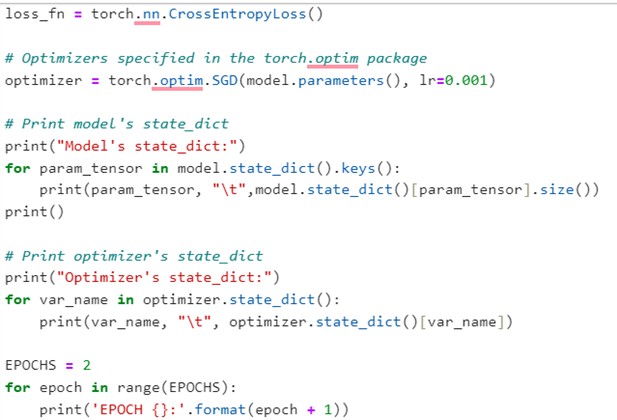 loss_fn = torch.nn.CrossEntropyLoss()

# Optimizers specified in the torch.optim package
optimizer = torch.optim.SGD(model.parameters(), lr=0.001)

# Print model's state_dict
print("Model's state_dict:")
for param_tensor in model.state_dict().keys():
    print(param_tensor, "\t",model.state_dict()[param_tensor].size())
print()

# Print optimizer's state_dict
print("Optimizer's state_dict:")
for var_name in optimizer.state_dict():
    print(var_name, "\t", optimizer.state_dict()[var_name])

EPOCHS = 2
for epoch in range(EPOCHS):
    print('EPOCH {}:'.format(epoch + 1))